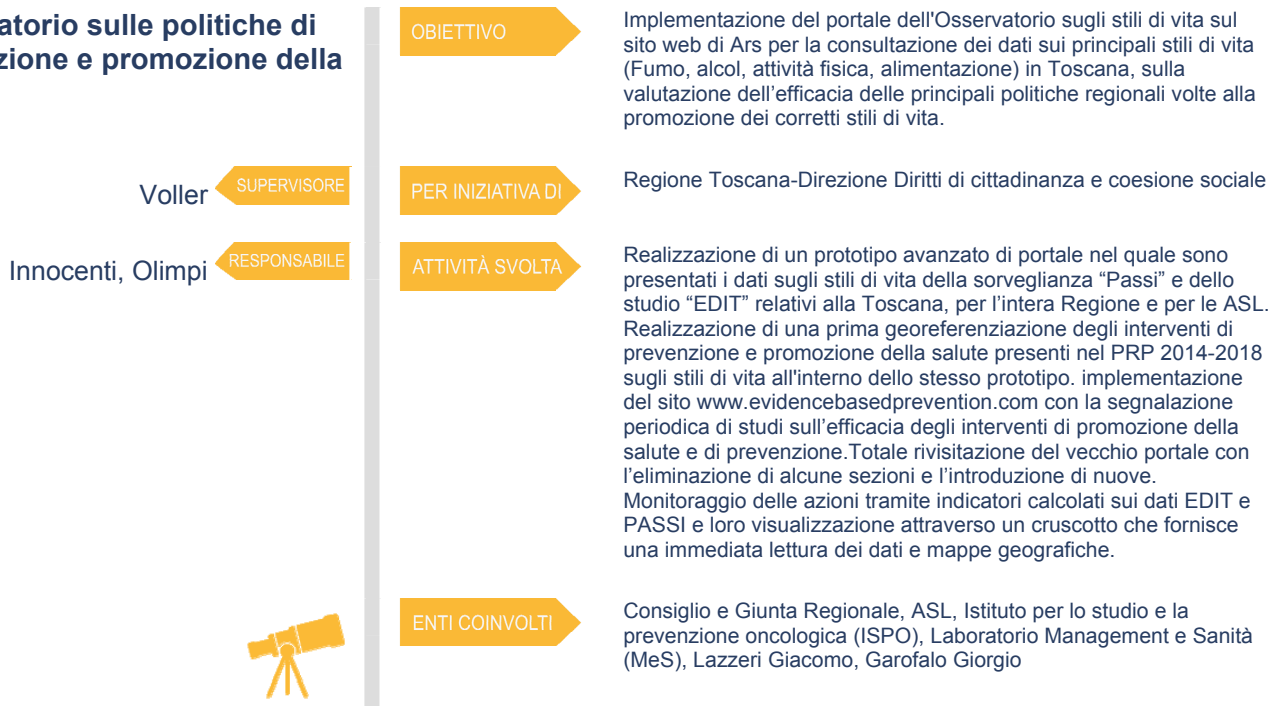 atorio sulle politiche di
zione e promozione della
Voller
SUPERVISORE
Innocenti, Olimpi
RESPONSABILE
OBIETTIVO
Implementazione del portale dell'Osservatorio sugli stili di vita sul
sito web di Ars per la consultazione dei dati sui principali stili di vita
(Fumo, alcol, attività fisica, alimentazione) in Toscana, sulla
valutazione dell’efficacia delle principali politiche regionali volte alla
promozione dei corretti stili di vita.
PER INIZIATIVA DI
Regione Toscana-Direzione Diritti di cittadinanza e coesione sociale
ATTIVITÀ SVOLTA
Realizzazione di un prototipo avanzato di portale nel quale sono
presentati i dati sugli stili di vita della sorveglianza “Passi” e dello
studio “EDIT” relativi alla Toscana, per l’intera Regione e per le ASL.
Realizzazione di una prima georeferenziazione degli interventi di
prevenzione e promozione della salute presenti nel PRP 2014-2018
sugli stili di vita all'interno dello stesso prototipo. implementazione
del sito www.evidencebasedprevention.com con la segnalazione
periodica di studi sull’efficacia degli interventi di promozione della
salute e di prevenzione.Totale rivisitazione del vecchio portale con
l’eliminazione di alcune sezioni e l’introduzione di nuove.
Monitoraggio delle azioni tramite indicatori calcolati sui dati EDIT e
PASSI e loro visualizzazione attraverso un cruscotto che fornisce
una immediata lettura dei dati e mappe geografiche.
ENTI COINVOLTI
Consiglio e Giunta Regionale, ASL, Istituto per lo studio e la
prevenzione oncologica (ISPO), Laboratorio Management e Sanità
(MeS), Lazzeri Giacomo, Garofalo Giorgio